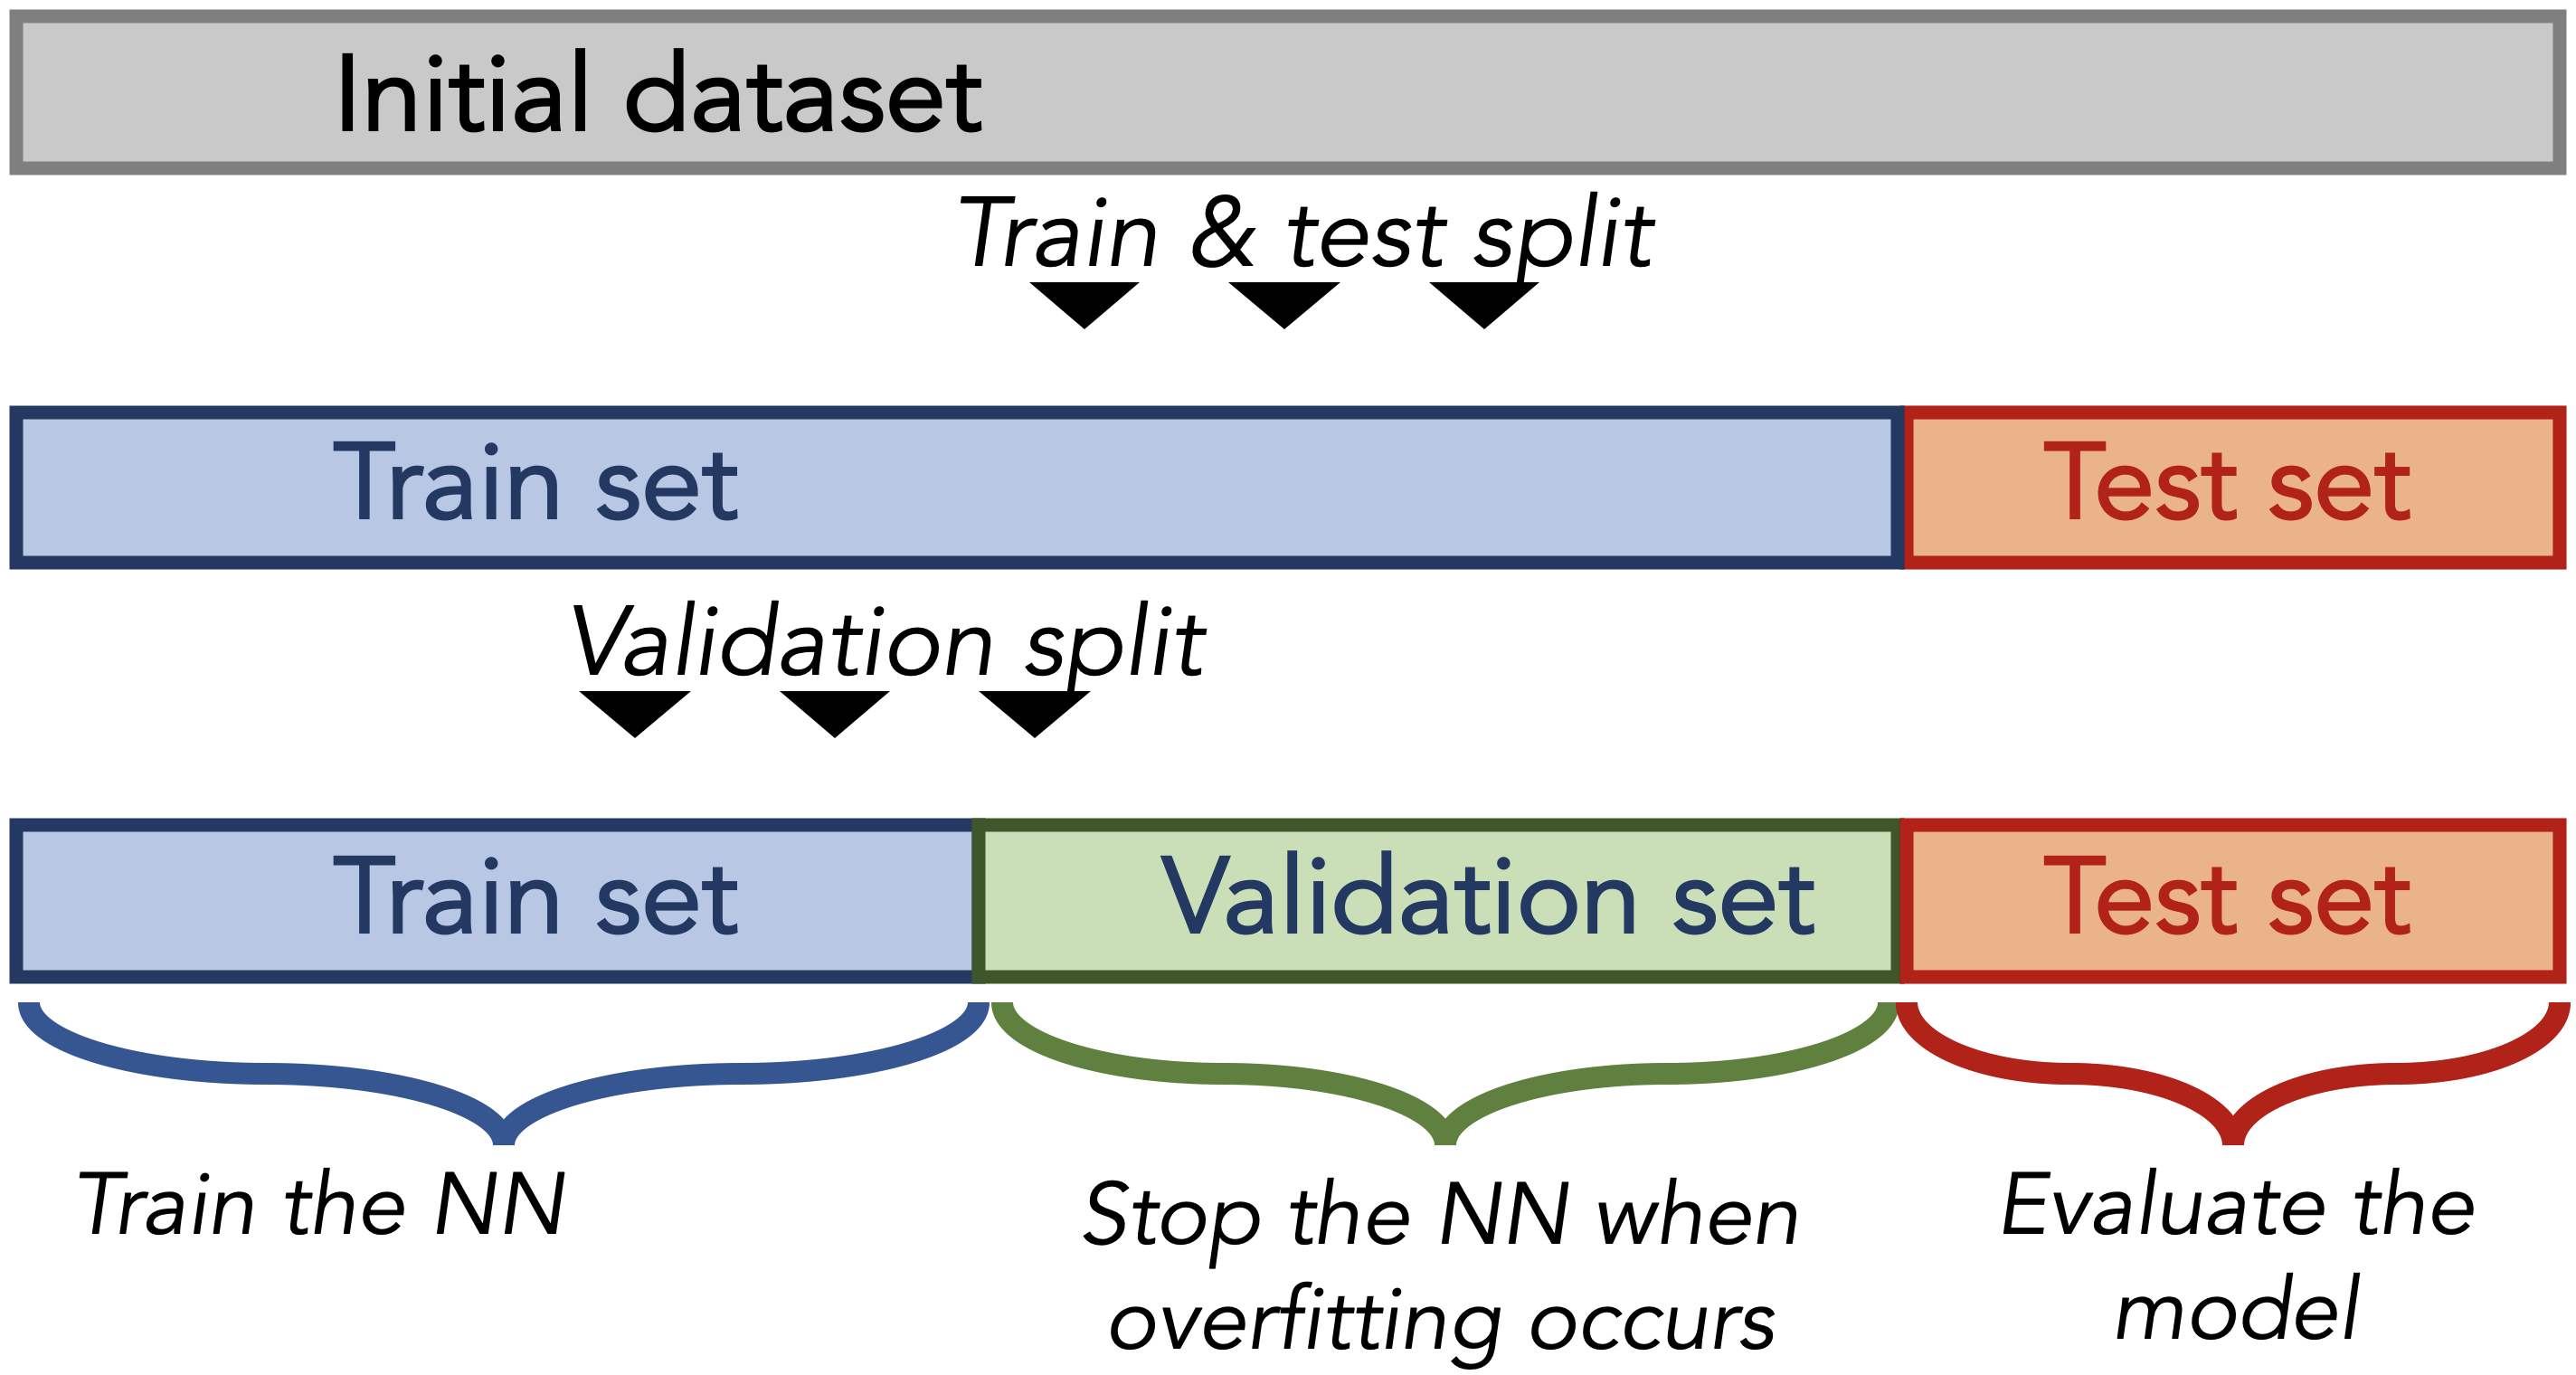 Initial dataset
Train & test split
Train set
Test set
Validation split
Train set
Validation set
Test set
Train the NN
Stop the NN when
overfitting occurs
Evaluate the
model